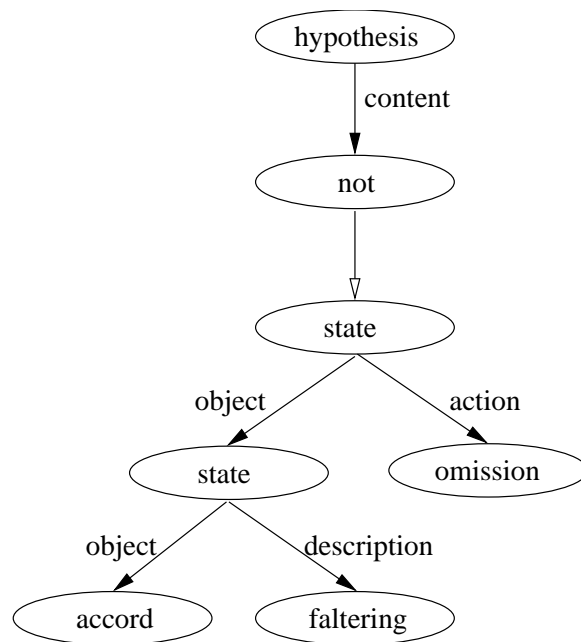 hypothesis
content
not
state
object action
state omission
object description
accord faltering